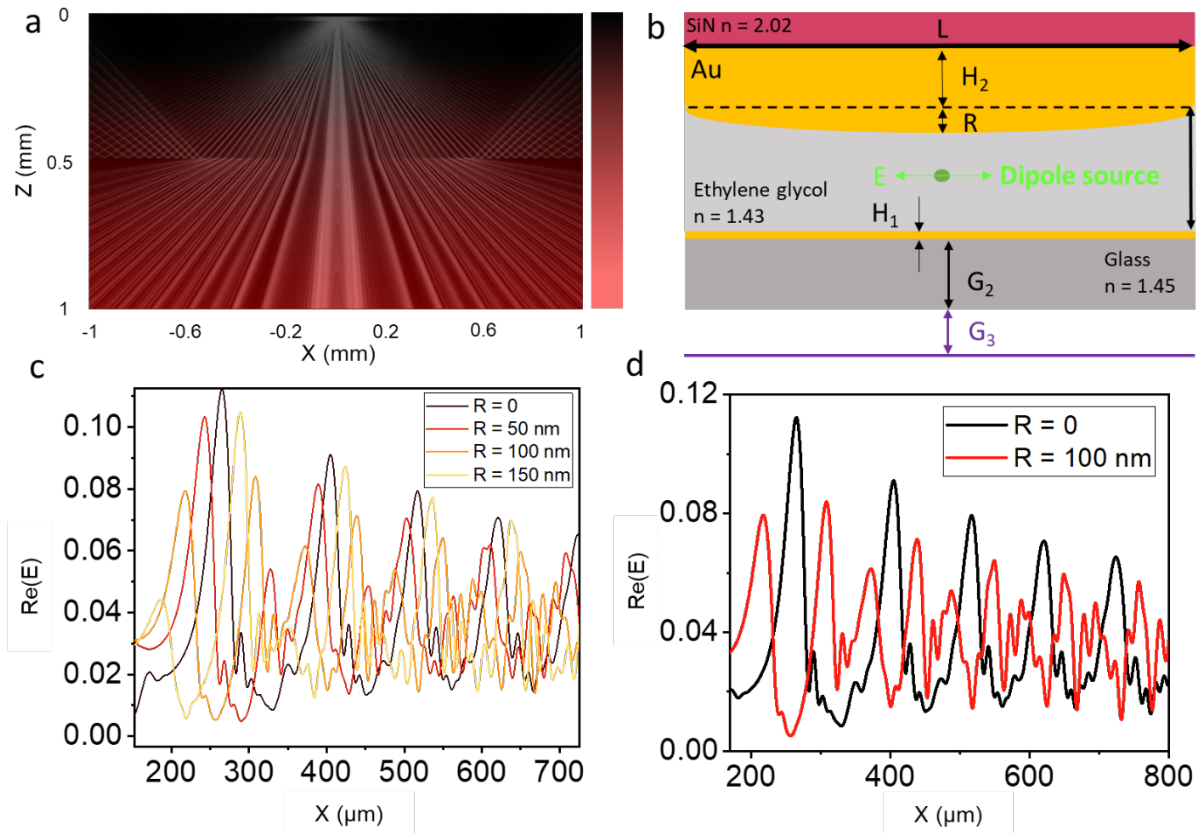 a
Z (mm)
0
0.5
1
-1
-0.6
-0.2
0.2
0.6
1
X (mm)
b
SiN n = 2.02
L
Au
H2
R
E
Dipole source
Ethylene glycol
n = 1.43
H1
Glass
n = 1.45
G2
G3
c
Re(E)
0.10
0.08
0.06
0.04
0.02
0.00
200
300
400
500
600
700
X (µm)
R = 0
R = 50 nm
R = 100 nm
R = 150 nm
d
Re(E)
0.12
0.08
0.04
0.00
200
400
600
800
X (µm)
R = 0
R = 100 nm